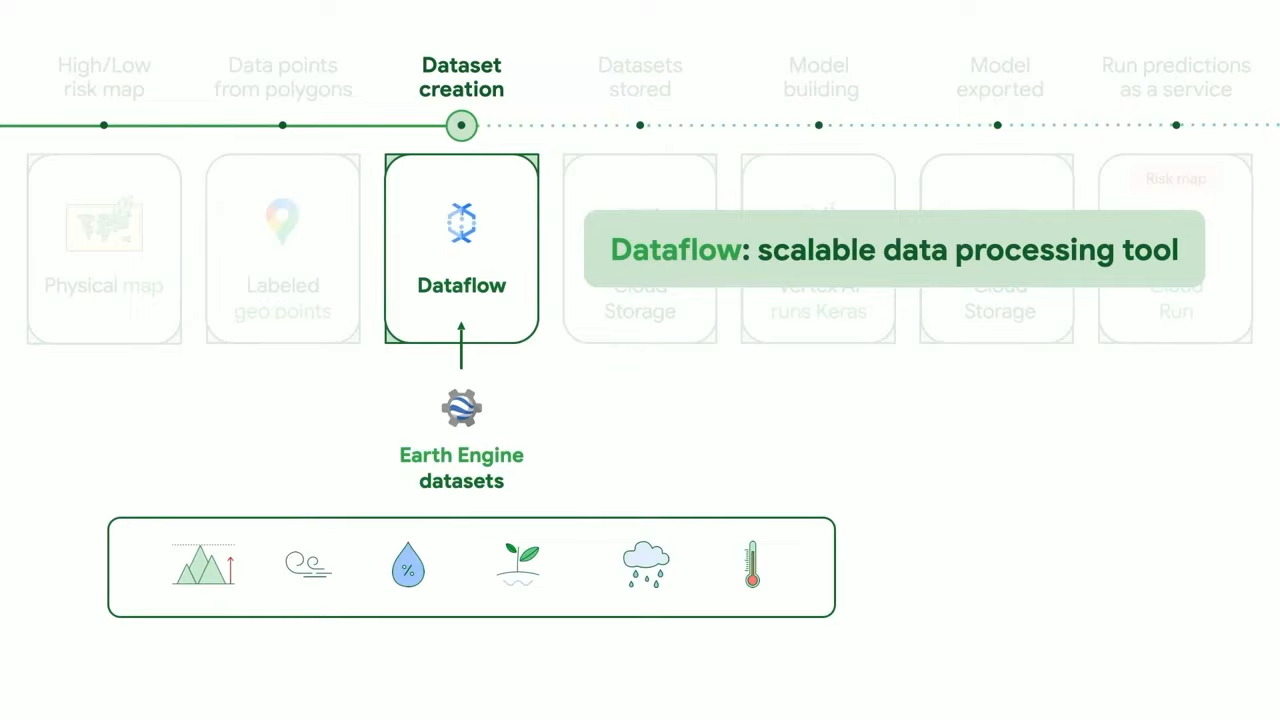 High/Low
risk map
Data points
from polygons
Dataset
creation
Datasets
stored
Model
building
Model
exported
Run predictions
as a service
Physical map
Labeled
geo points
Dataflow
Cloud
Storage
Vertex AI
runs Keras
Cloud
Storage
Risk map
Cloud
Run
Dataflow: scalable data processing tool
Earth Engine
datasets
%